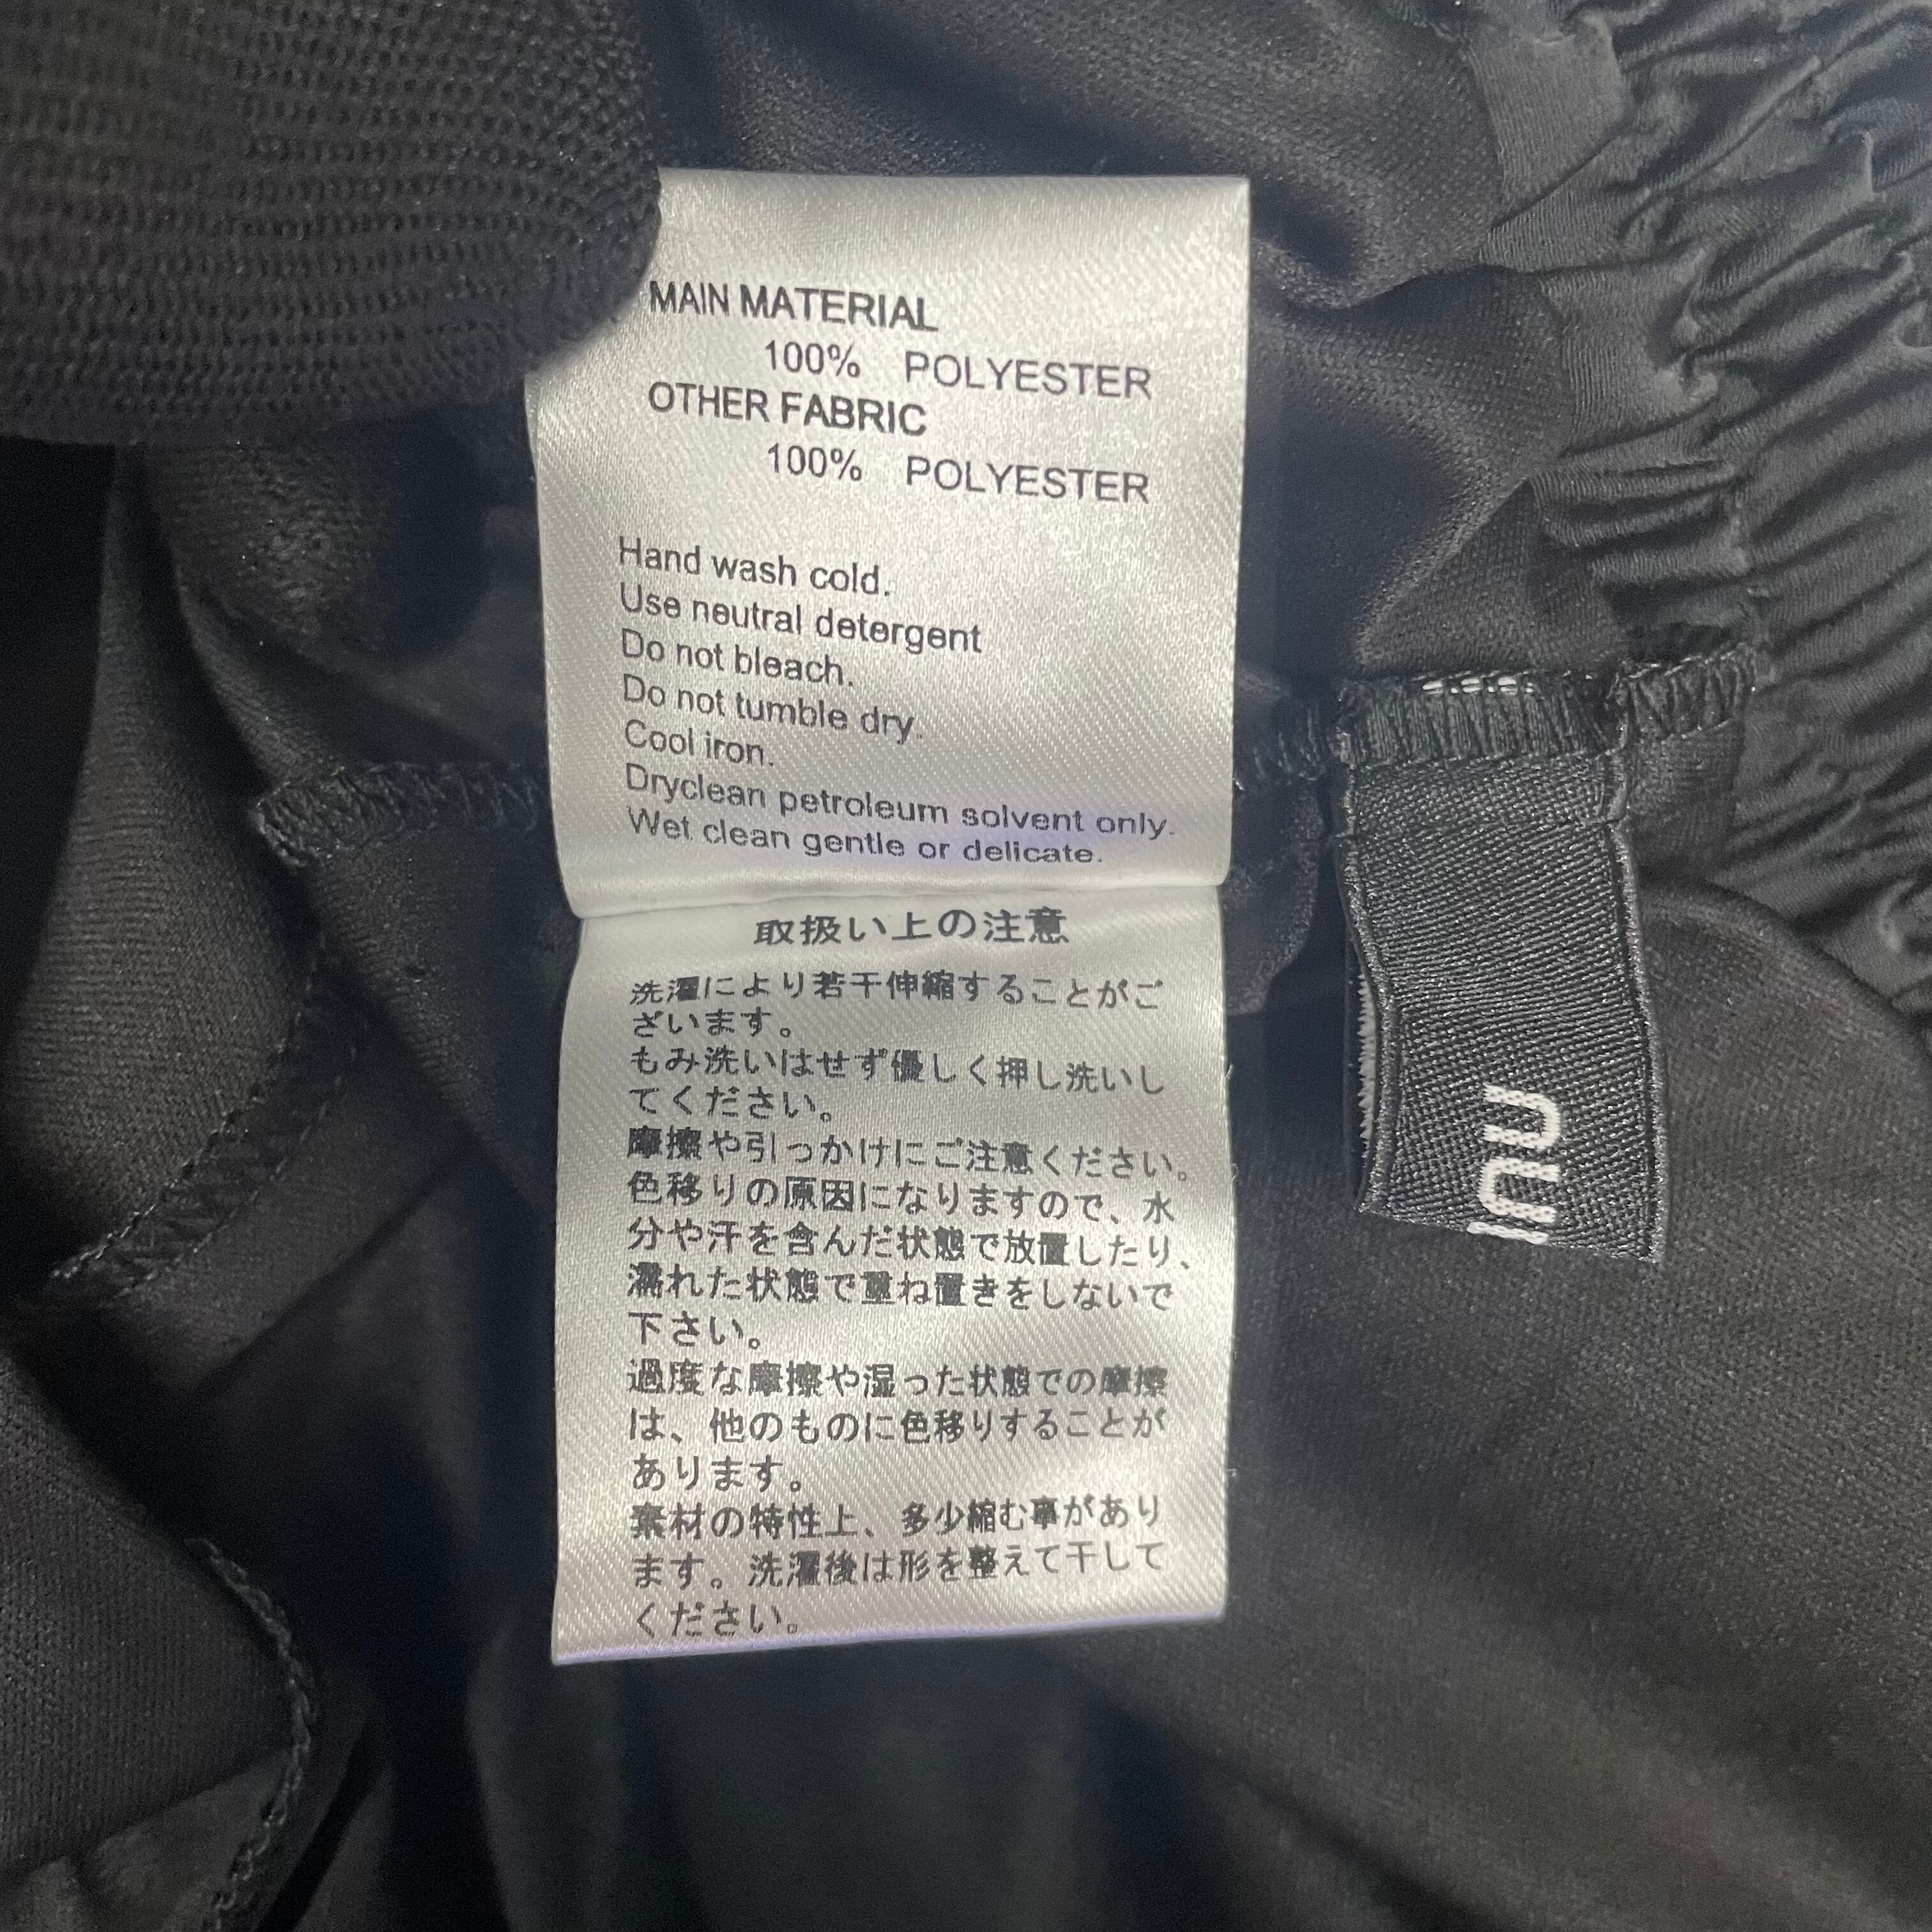 MAIN MATERIAL
100% POLYESTER
OTHER FABRIC
100% POLYESTER
Hand wash cold.
Use neutral detergent
Do not bleach.
Do not tumble dry.
Cool iron.
Dryclean petroleum solvent only.
Wet clean gentle or delicate.
取扱い上の注意
洗濯により若干伸縮することがご
ざいます。
もみ洗いはせず優しく押し洗いし
てください。
摩擦や引っかけにご注意ください。
色移りの原因になりますので、水
分や汗を含んだ状態で放置したり、
濡れた状態で重ね置きをしないで
下さい。
過度な摩擦や湿った状態での摩擦
は、他のものに色移りすることが
あります。
素材の特性上、多少縮む事があり
ます。洗濯後は形を整えて干して
ください。